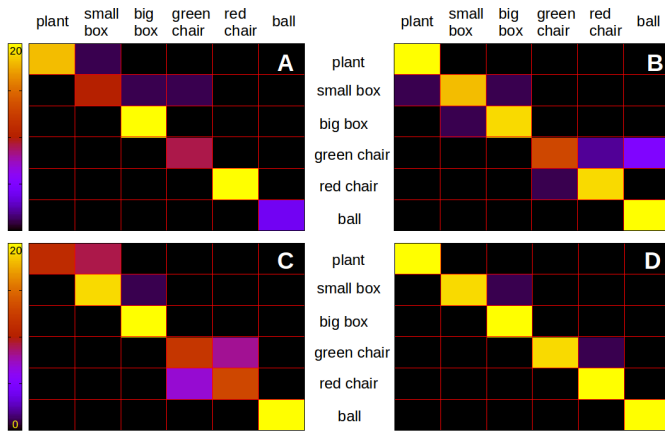 plant small box big box green chair red chair ball
plant small box big box green chair red chair ball
20
A
plant
B
small box
big box
green chair
red chair
ball
20
C
plant
D
small box
big box
green chair
red chair
0
ball